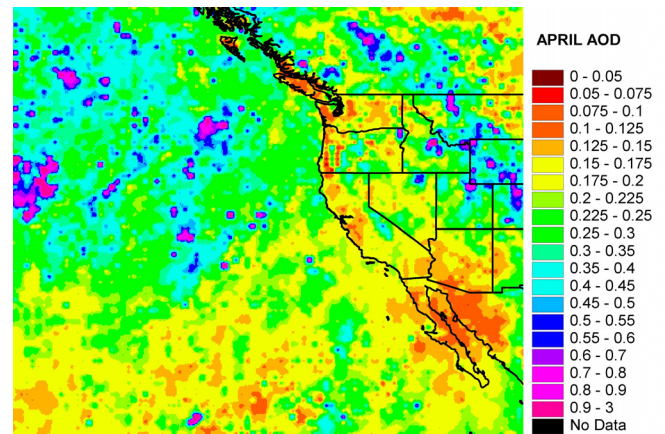 APRIL AOD
0 - 0.05
0.05 - 0.075
0.075 - 0.1
0.1 - 0.125
0.125 - 0.15
0.15 - 0.175
0.175 - 0.2
0.2 - 0.225
0.225 - 0.25
0.25 - 0.3
0.3 - 0.35
0.35 - 0.4
0.4 - 0.45
0.45 - 0.5
0.5 - 0.55
0.55 - 0.6
0.6 - 0.7
0.7 - 0.8
0.8 - 0.9
0.9 - 3
No Data